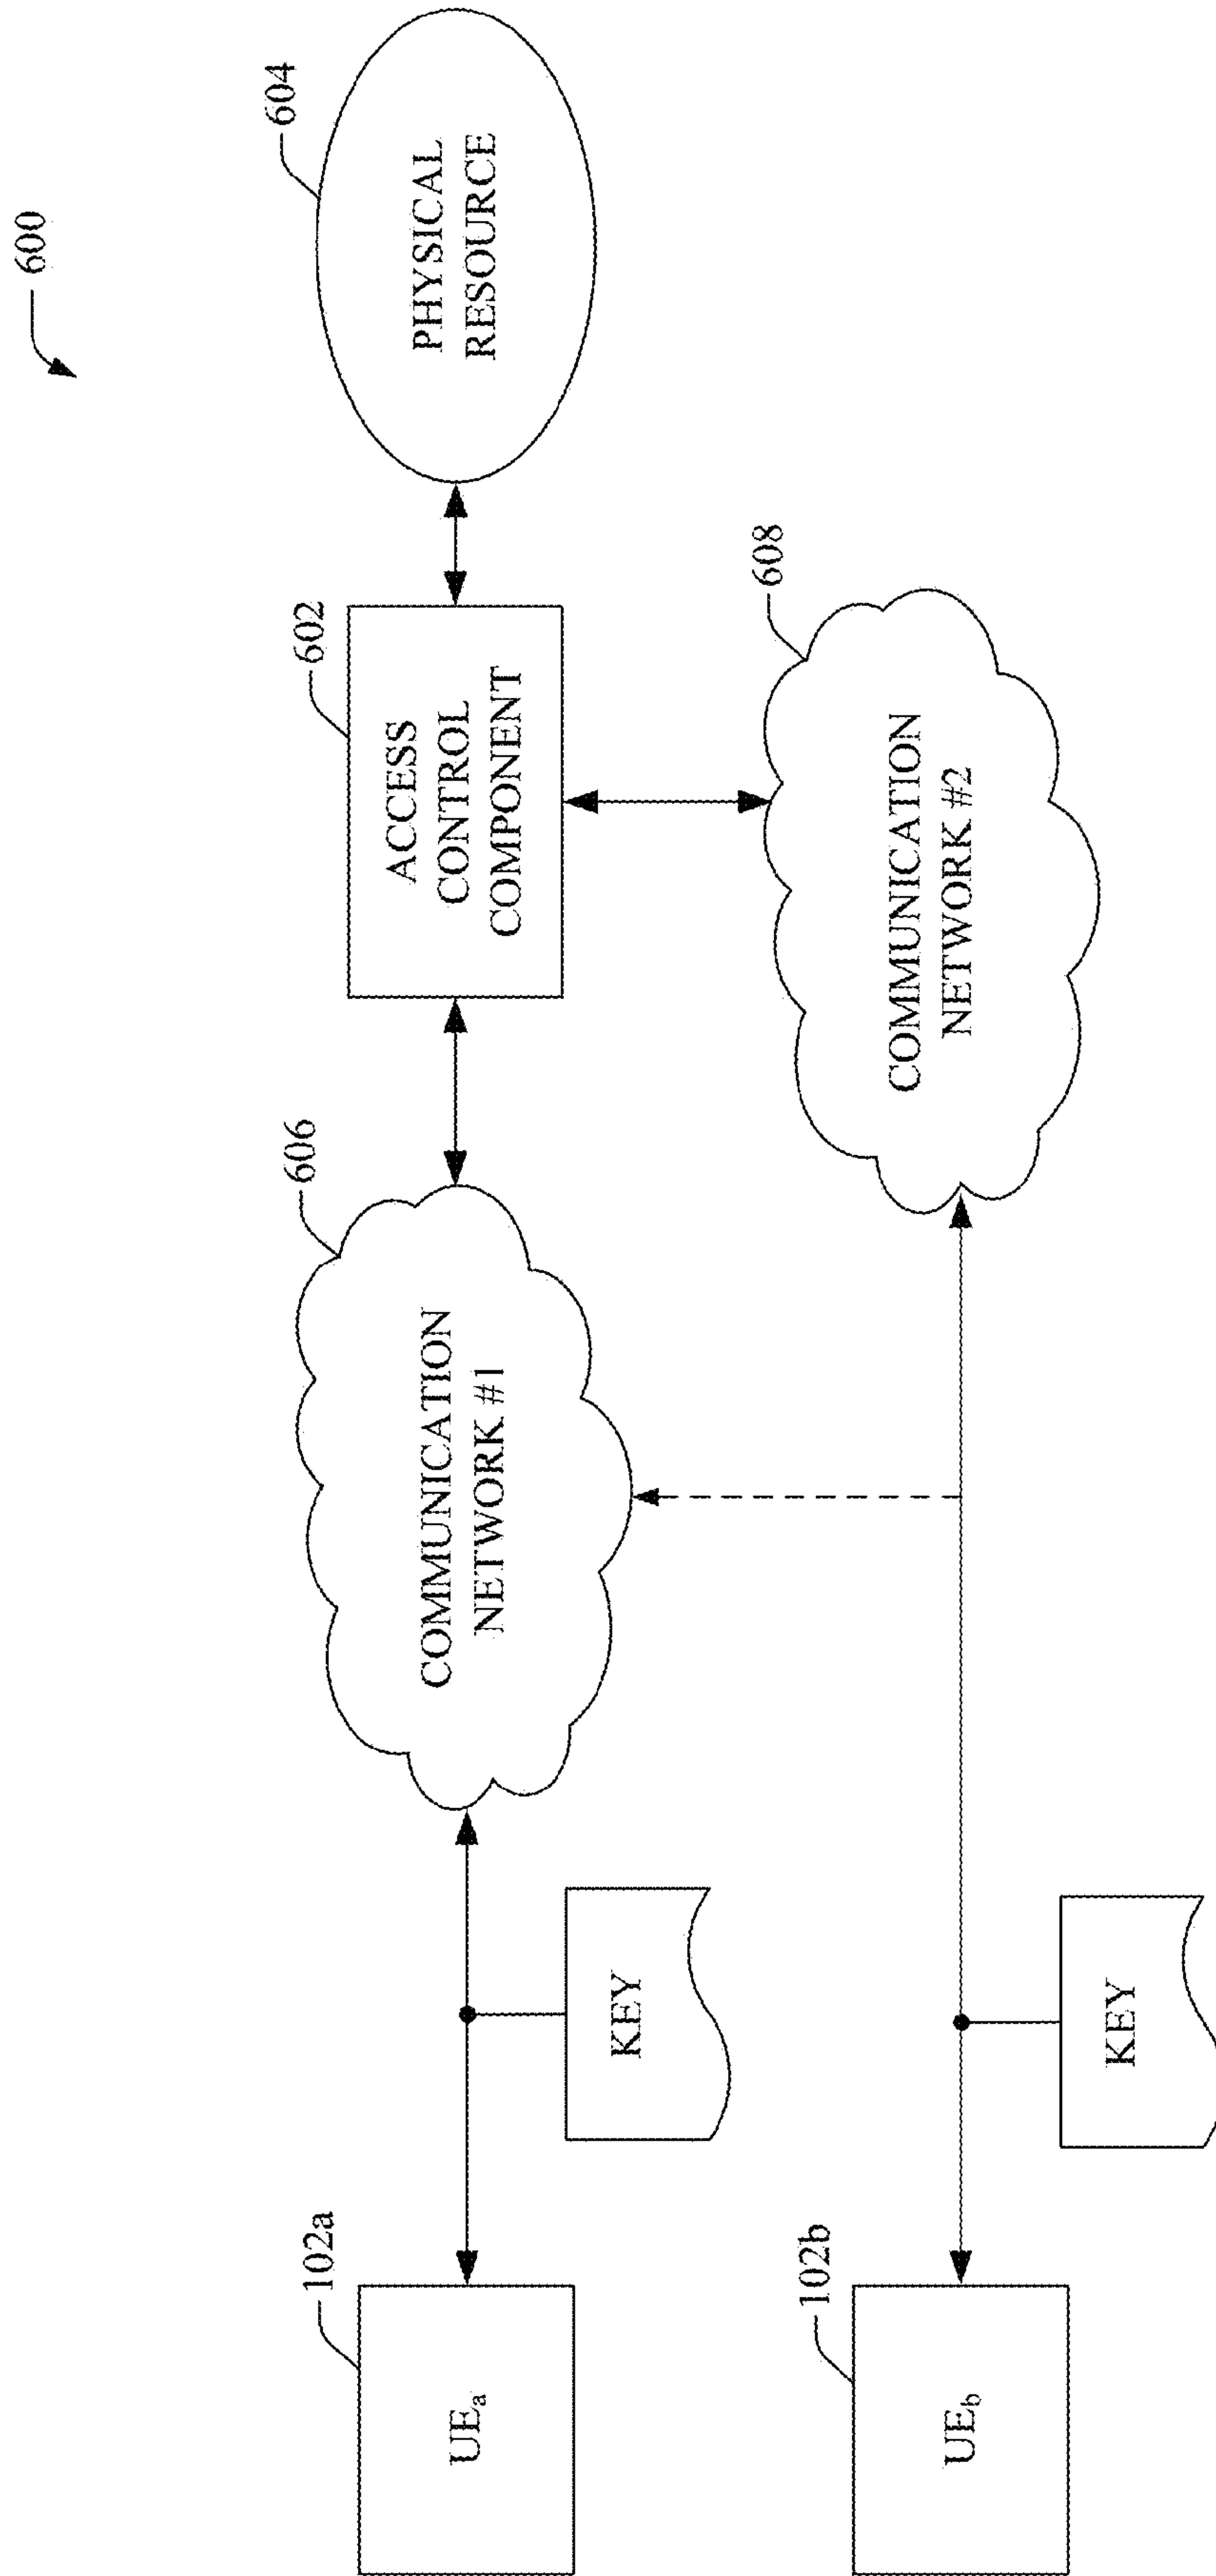 600
102a
UEₐ
KEY
606
COMMUNICATION
NETWORK #1
602
ACCESS
CONTROL
COMPONENT
604
PHYSICAL
RESOURCE
102b
UE_b
KEY
608
COMMUNICATION
NETWORK #2